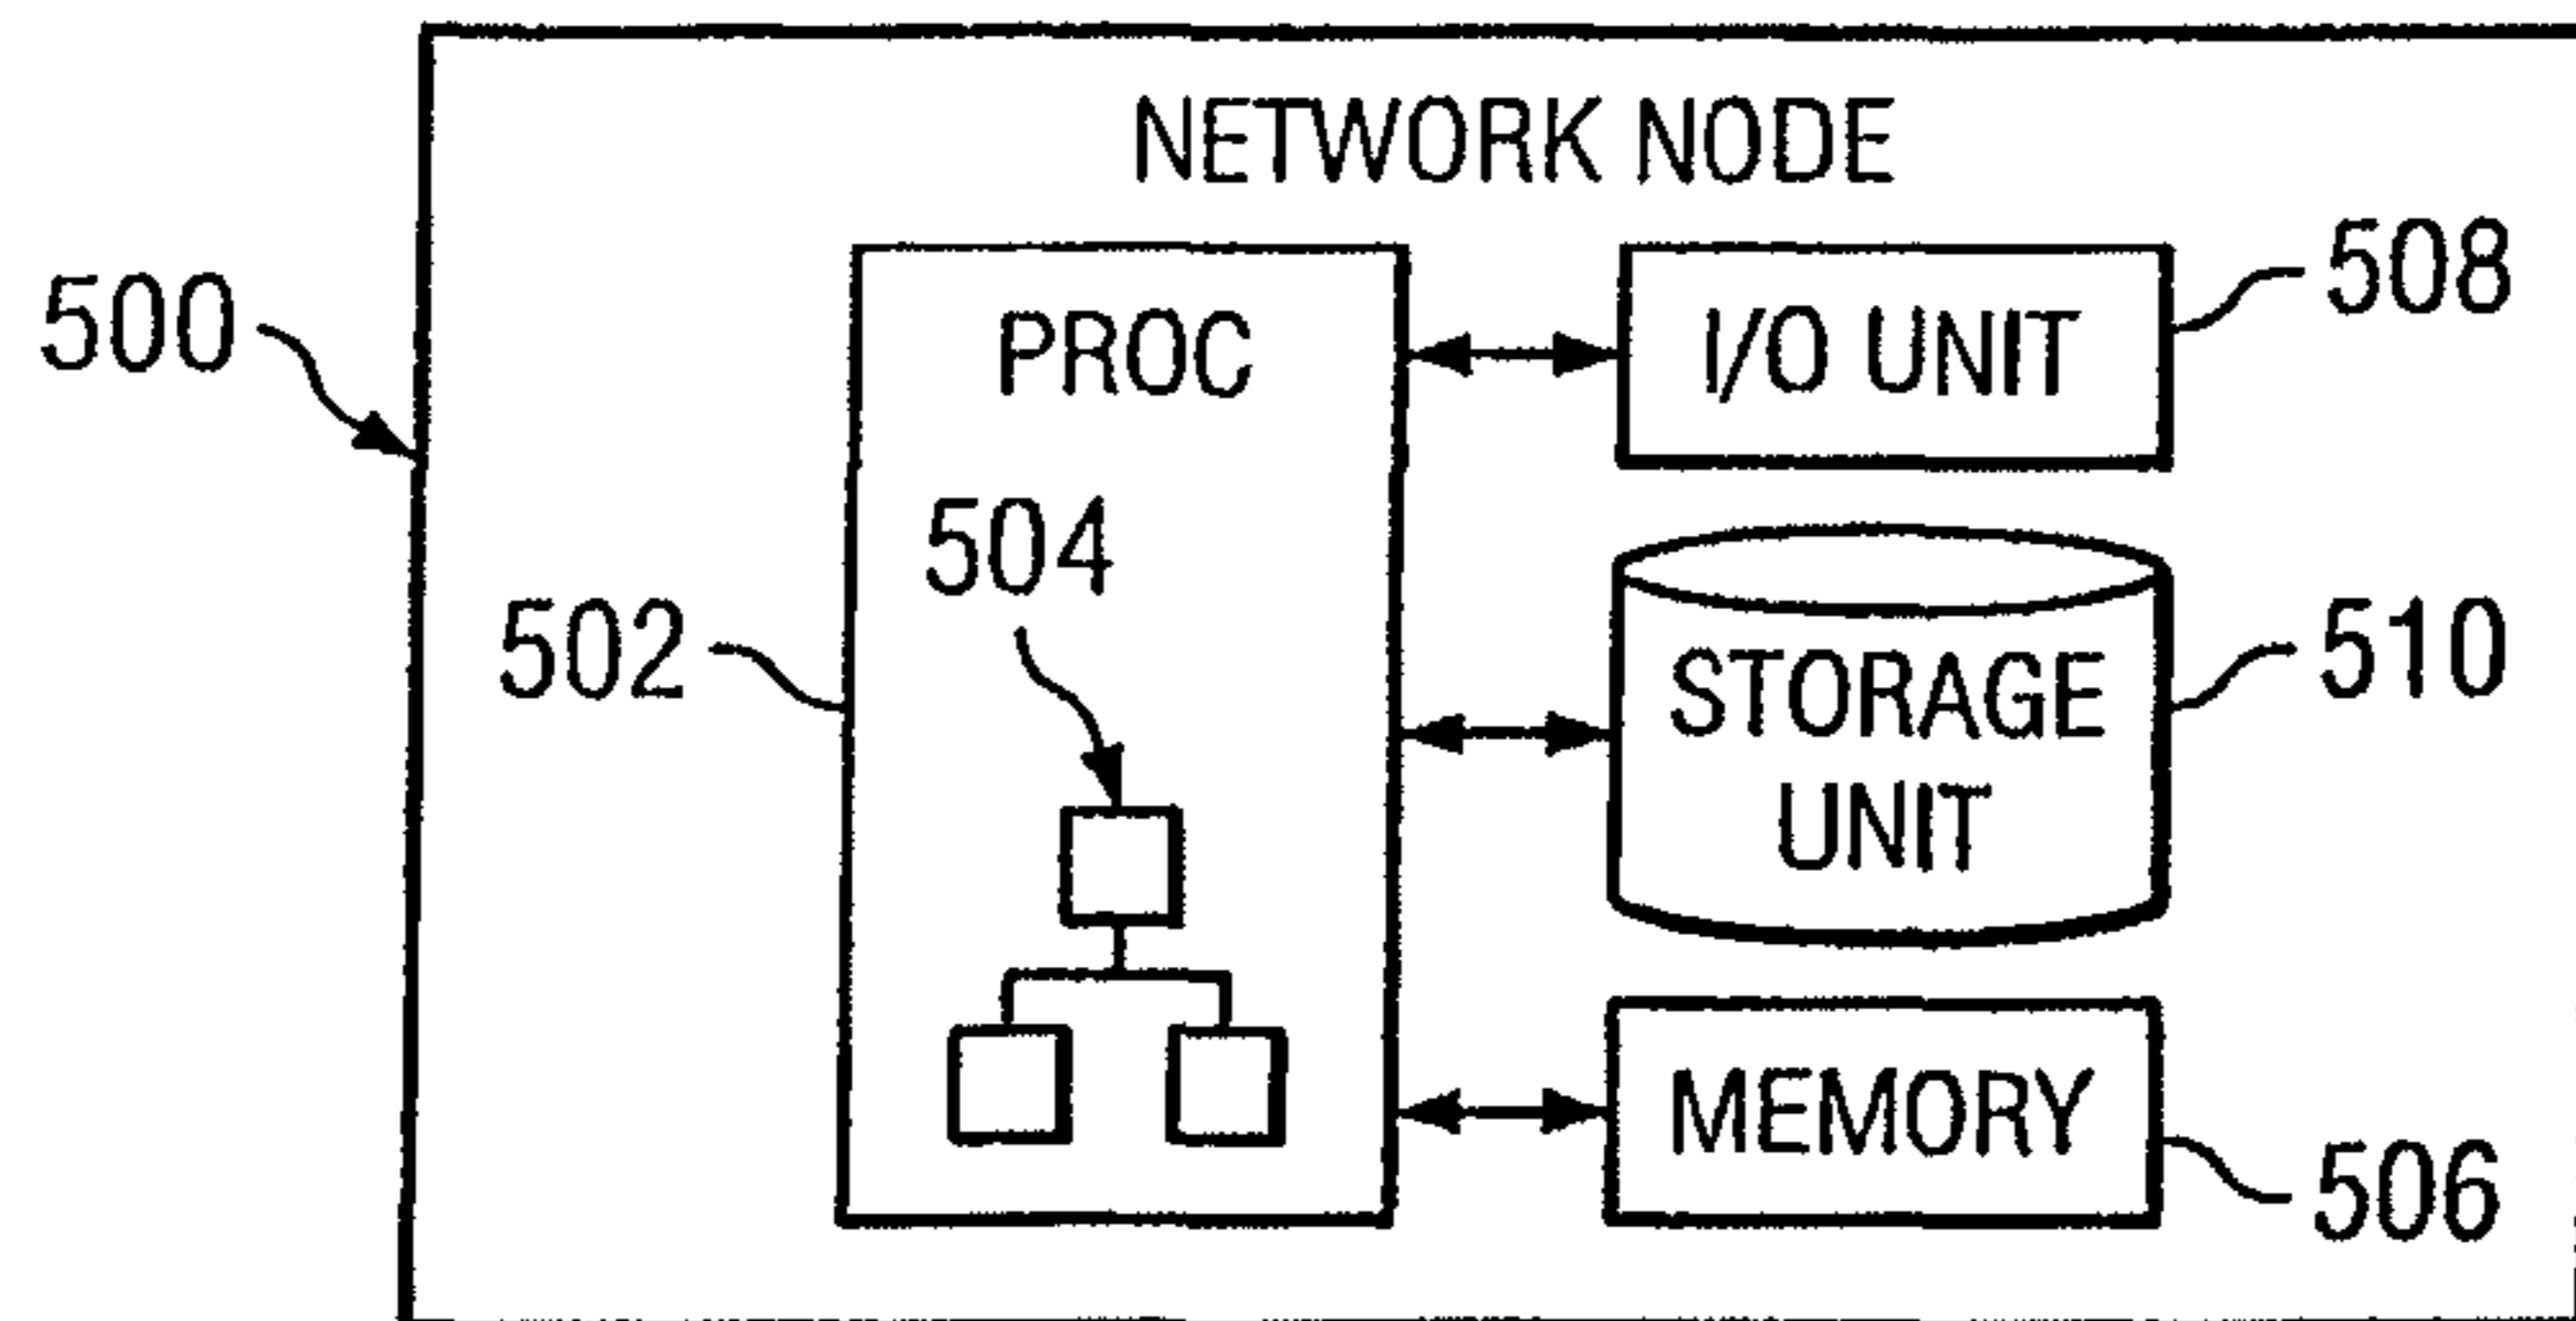 NETWORK NODE
500
PROC
I/O UNIT
508
504
502
STORAGE
UNIT
510
MEMORY
506